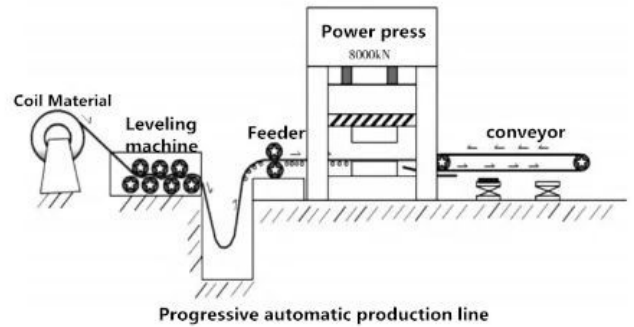 Power press
8000kN
Coil Material
Leveling
machine
Feeder
conveyor
Progressive automatic production line